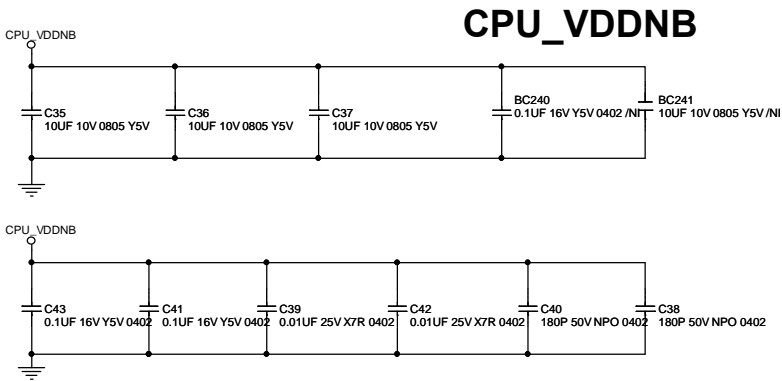 CPU_VDDNB
CPU_VDDNB
C35
10UF 10V 0805 Y5V
C36
10UF 10V 0805 Y5V
C37
10UF 10V 0805 Y5V
BC240
0.1UF 16V Y5V 0402 /NI
BC241
10UF 10V 0805 Y5V /NI
CPU_VDDNB
C43
0.1UF 16V Y5V 0402
C41
0.1UF 16V Y5V 0402
C39
0.01UF 25V X7R 0402
C42
0.01UF 25V X7R 0402
C40
180P 50V NPO 0402
C38
180P 50V NPO 0402